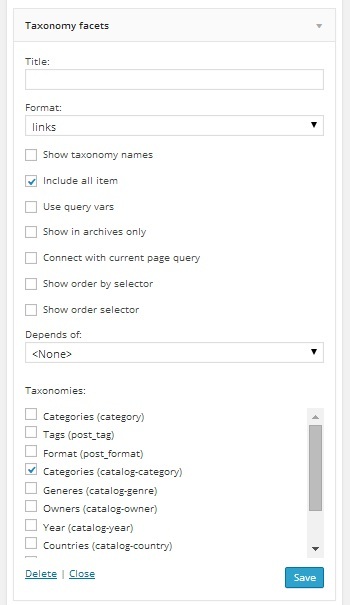 Taxonomy facets
Title:
Format:
links
Show taxonomy names
Include all item
Use query vars
Show in archives only
Connect with current page query
Show order by selector
Show order selector
Depends of:
<None>
Taxonomies:
Categories (category)
Tags (post_tag)
Format (post_format)
Categories (catalog-category)
Generes (catalog-genre)
Owners (catalog-owner)
Year (catalog-year)
Countries (catalog-country)
Delete | Close
Save